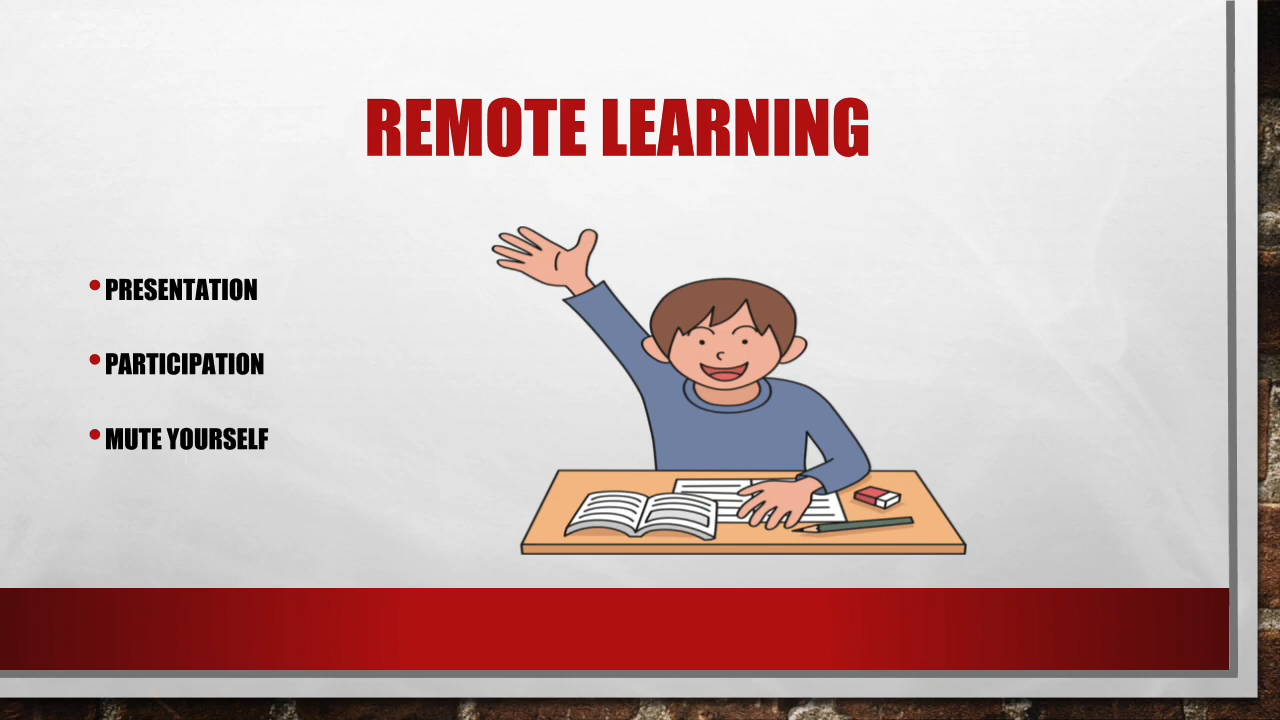 REMOTE LEARNING
• PRESENTATION
• PARTICIPATION
• MUTE YOURSELF